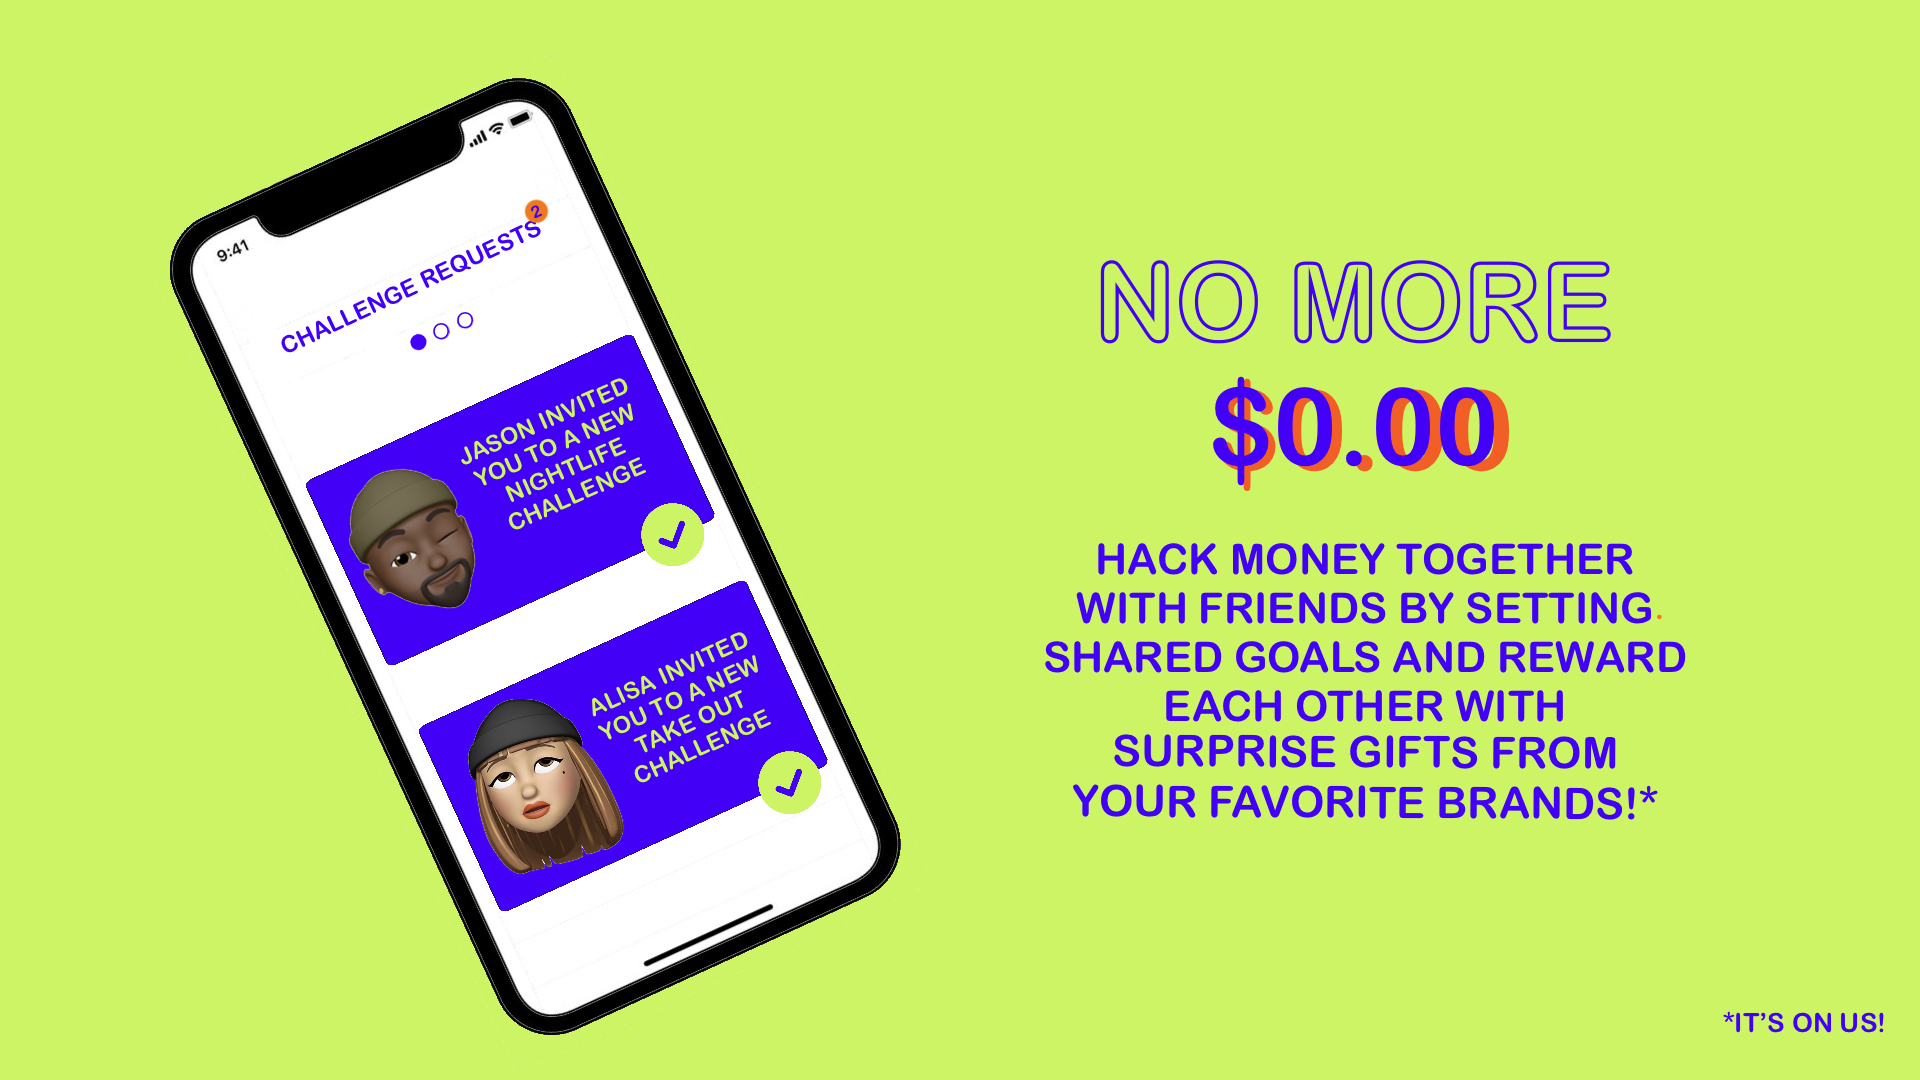 9:41
2
CHALLENGE REQUESTS
JASON INVITED
YOU TO A NEW
NIGHTLIFE
CHALLENGE
ALISA INVITED
YOU TO A NEW
TAKE OUT
CHALLENGE
NO MORE
$0.00
HACK MONEY TOGETHER
WITH FRIENDS BY SETTING.
SHARED GOALS AND REWARD
EACH OTHER WITH
SURPRISE GIFTS FROM
YOUR FAVORITE BRANDS!*
*IT'S ON US!